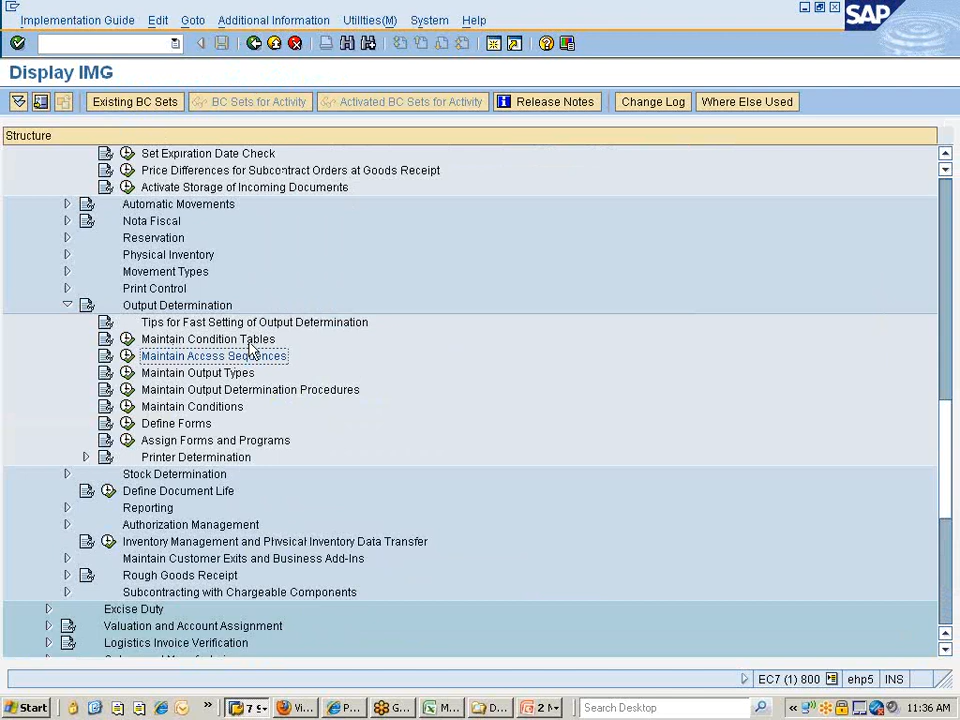 Implementation Guide Edit Goto Additional Information Utilities(M) System Help
SAP
Display IMG
Existing BC Sets BC Sets for Activity Activated BC Sets for Activity i Release Notes Change Log Where Else Used
Structure
Set Expiration Date Check
Price Differences for Subcontract Orders at Goods Receipt
Activate Storage of Incoming Documents
Automatic Movements
Nota Fiscal
Reservation
Physical Inventory
Movement Types
Print Control
Output Determination
Tips for Fast Setting of Output Determination
Maintain Condition Tables
Maintain Access Sequences
Maintain Output Types
Maintain Output Determination Procedures
Maintain Conditions
Define Forms
Assign Forms and Programs
Printer Determination
Stock Determination
Define Document Life
Reporting
Authorization Management
Inventory Management and Physical Inventory Data Transfer
Maintain Customer Exits and Business Add-Ins
Rough Goods Receipt
Subcontracting with Chargeable Components
Excise Duty
Valuation and Account Assignment
Logistics Invoice Verification
EC7 (1) 800 ehp5 INS
Start » 7 S... Vi... P... G... M... D... 2 N Search Desktop « 11:36 AM